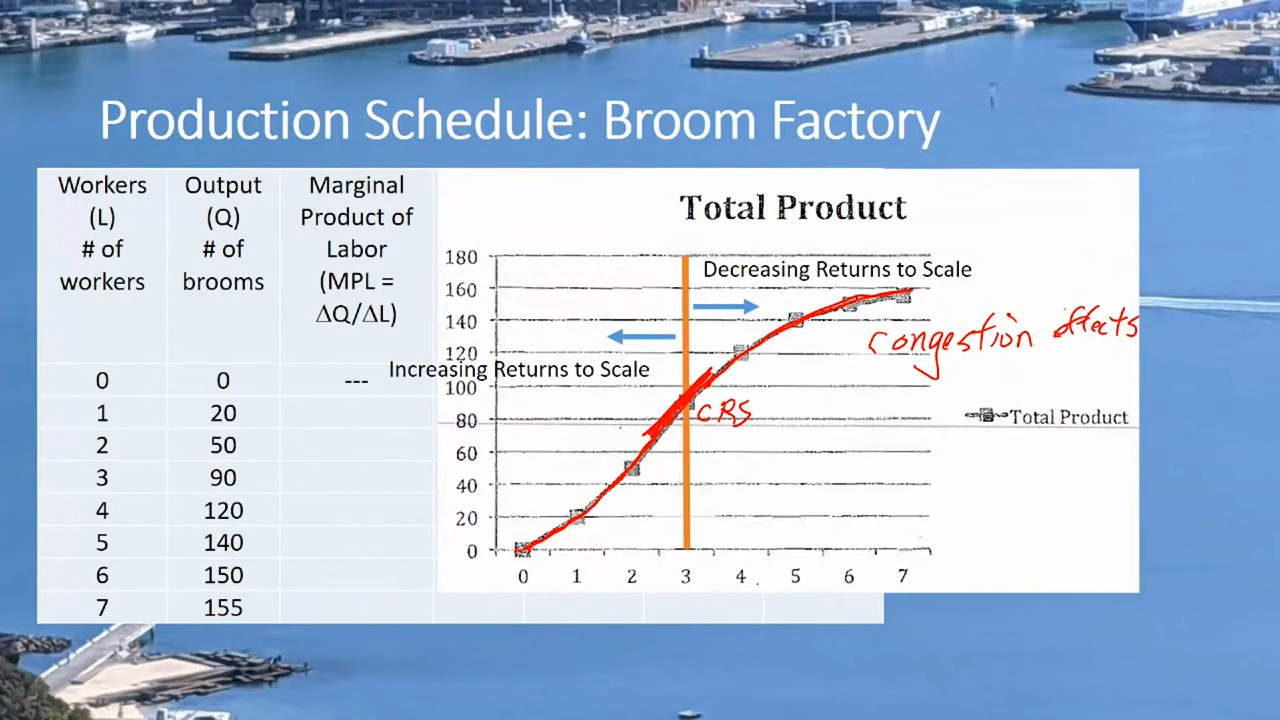 Production Schedule: Broom Factory
Workers
(L)
# of
workers
Output
(Q)
# of
brooms
Marginal
Product of
Labor
(MPL =
ΔQ/ΔL)
0 0 ---
1 20
2 50
3 90
4 120
5 140
6 150
7 155
Total Product
180
160
140
120
100
80
60
40
20
0
0 1 2 3 4 5 6 7
Decreasing Returns to Scale
Increasing Returns to Scale
congestion effects
CRS
Total Product